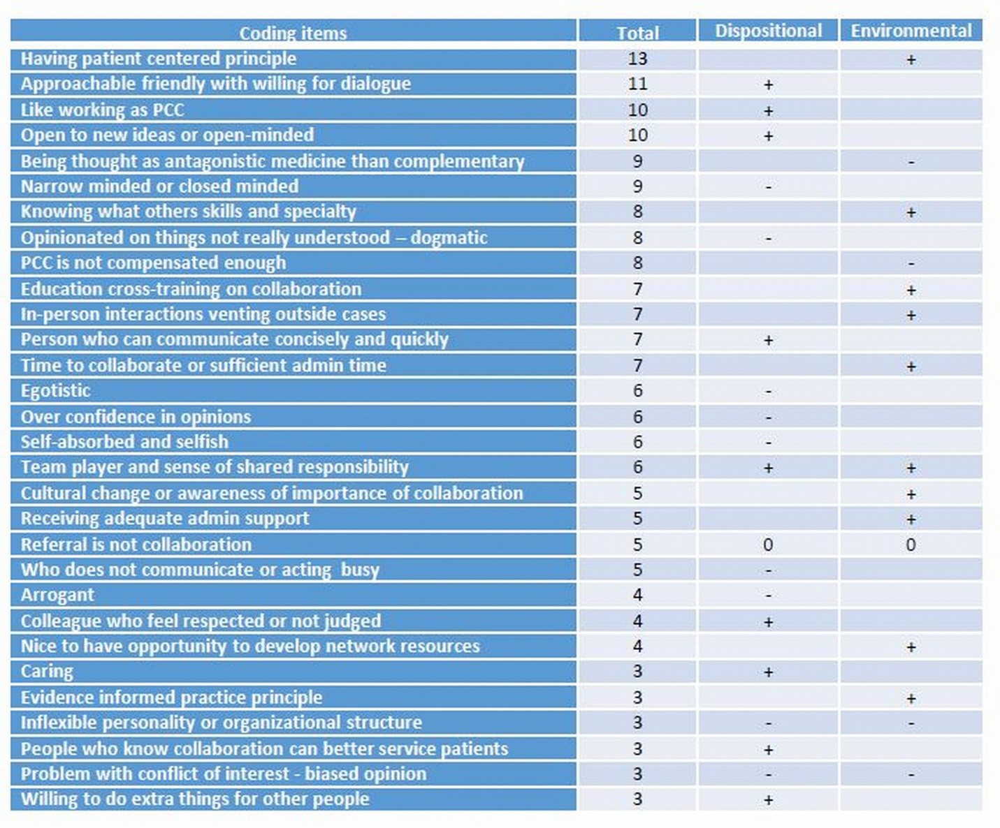 Coding items Total Dispositional Environmental
Having patient centered principle 13 +
Approachable friendly with willing for dialogue 11 +
Like working as PCC 10 +
Open to new ideas or open-minded 10 +
Being thought as antagonistic medicine than complementary 9 -
Narrow minded or closed minded 9 -
Knowing what others skills and specialty 8 +
Opinionated on things not really understood – dogmatic 8 -
PCC is not compensated enough 8 -
Education cross-training on collaboration 7 +
In-person interactions venting outside cases 7 +
Person who can communicate concisely and quickly 7 +
Time to collaborate or sufficient admin time 7 +
Egotistic 6 -
Over confidence in opinions 6 -
Self-absorbed and selfish 6 -
Team player and sense of shared responsibility 6 + +
Cultural change or awareness of importance of collaboration 5 +
Receiving adequate admin support 5 +
Referral is not collaboration 5 0 0
Who does not communicate or acting  busy 5 -
Arrogant 4 -
Colleague who feel respected or not judged 4 +
Nice to have opportunity to develop network resources 4 +
Caring 3 +
Evidence informed practice principle 3 +
Inflexible personality or organizational structure 3 - -
People who know collaboration can better service patients 3 +
Problem with conflict of interest - biased opinion 3 - -
Willing to do extra things for other people 3 +